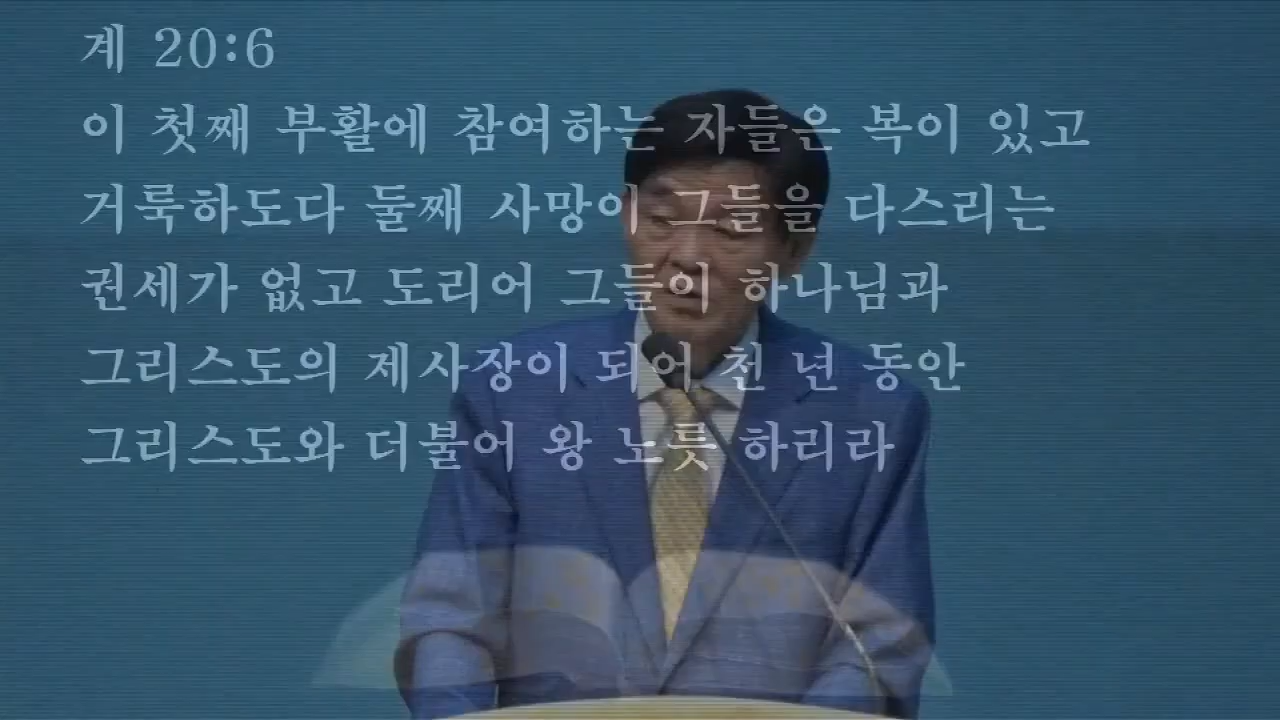 계 20:6
이 첫째 부활에 참여하는 자들은 복이 있고
거룩하도다 둘째 사망이 그들을 다스리는
권세가 없고 도리어 그들이 하나님과
그리스도의 제사장이 되어 천 년 동안
그리스도와 더불어 왕 노릇 하리라